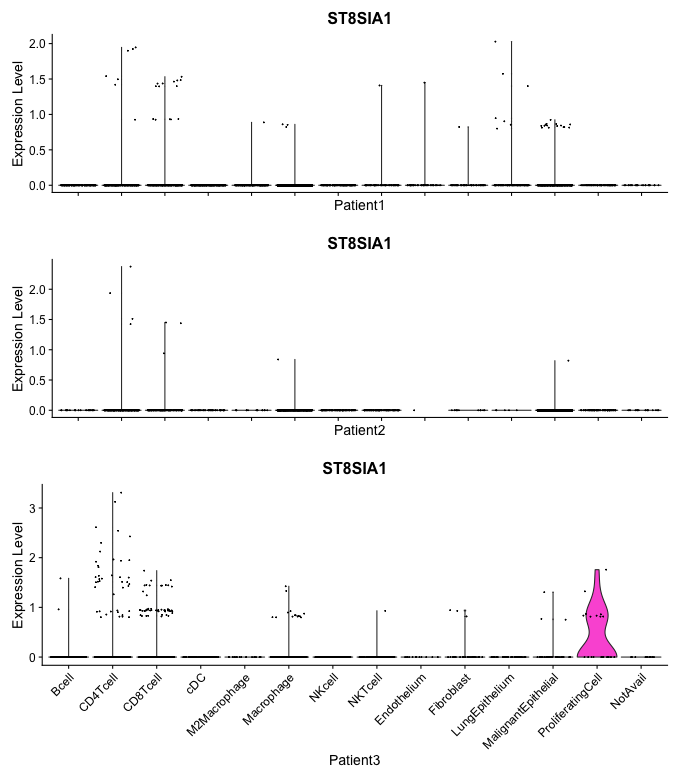 ST8SIA1
Expression Level
2.0
1.5
1.0
0.5
0.0
Patient1
ST8SIA1
Expression Level
2.0
1.5
1.0
0.5
0.0
Patient2
ST8SIA1
Expression Level
3
2
1
0
Bcell
CD4Tcell
CD8Tcell
cDC
M2Macrophage
Macrophage
NKcell
NKTcell
Endothelium
Fibroblast
LungEpithelium
MalignantEpithelial
ProliferatingCell
NotAvail
Patient3